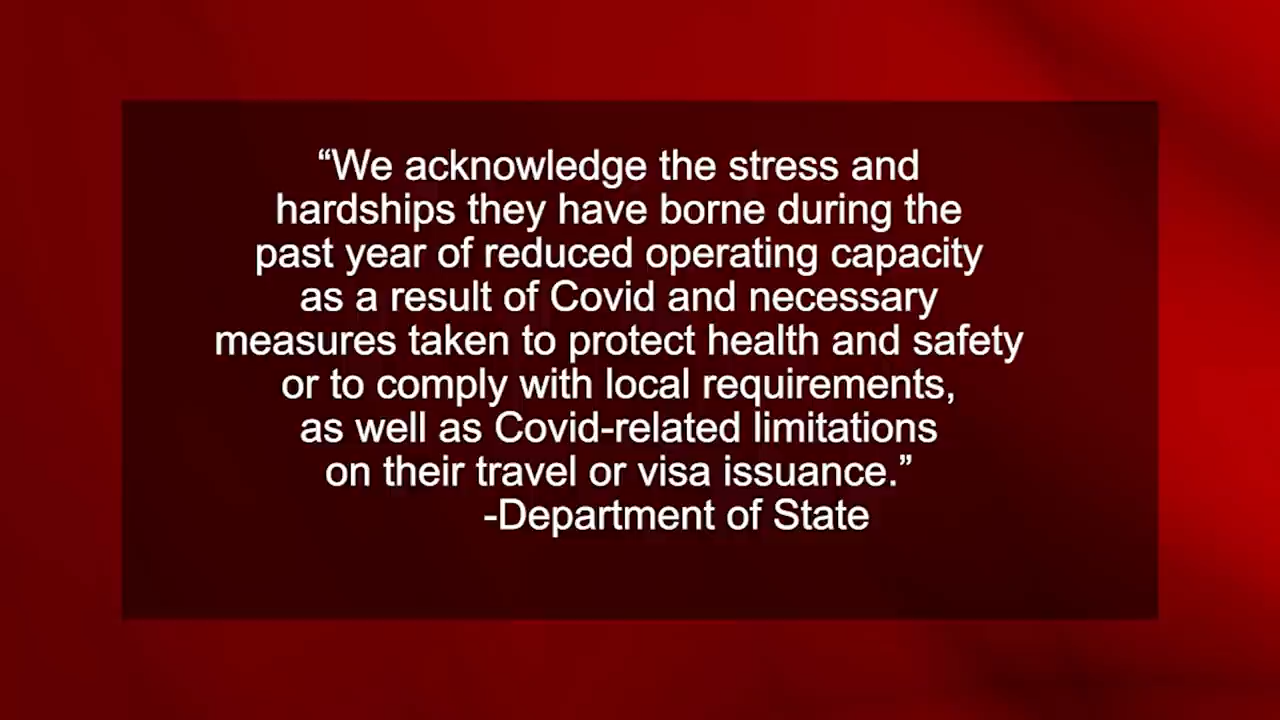 “We acknowledge the stress and
hardships they have borne during the
past year of reduced operating capacity
as a result of Covid and necessary
measures taken to protect health and safety
or to comply with local requirements,
as well as Covid-related limitations
on their travel or visa issuance.”
-Department of State